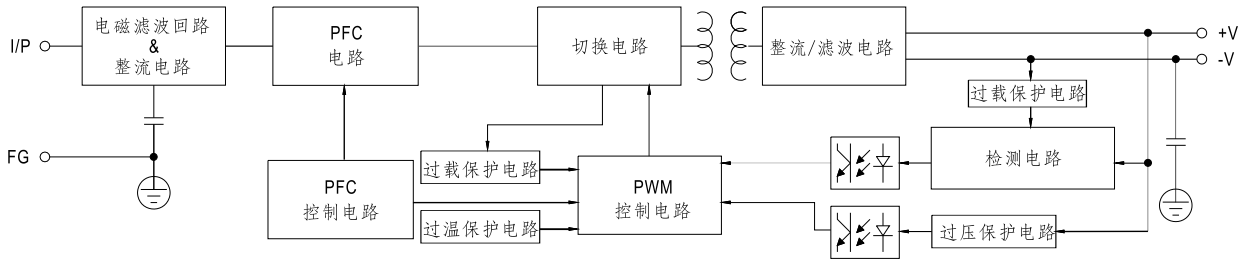 I/P
电磁滤波回路
&
整流电路
PFC
电路
切换电路
整流/滤波电路
+V
-V
过载保护电路
FG
过载保护电路
检测电路
PFC
控制电路
PWM
控制电路
过温保护电路
过压保护电路